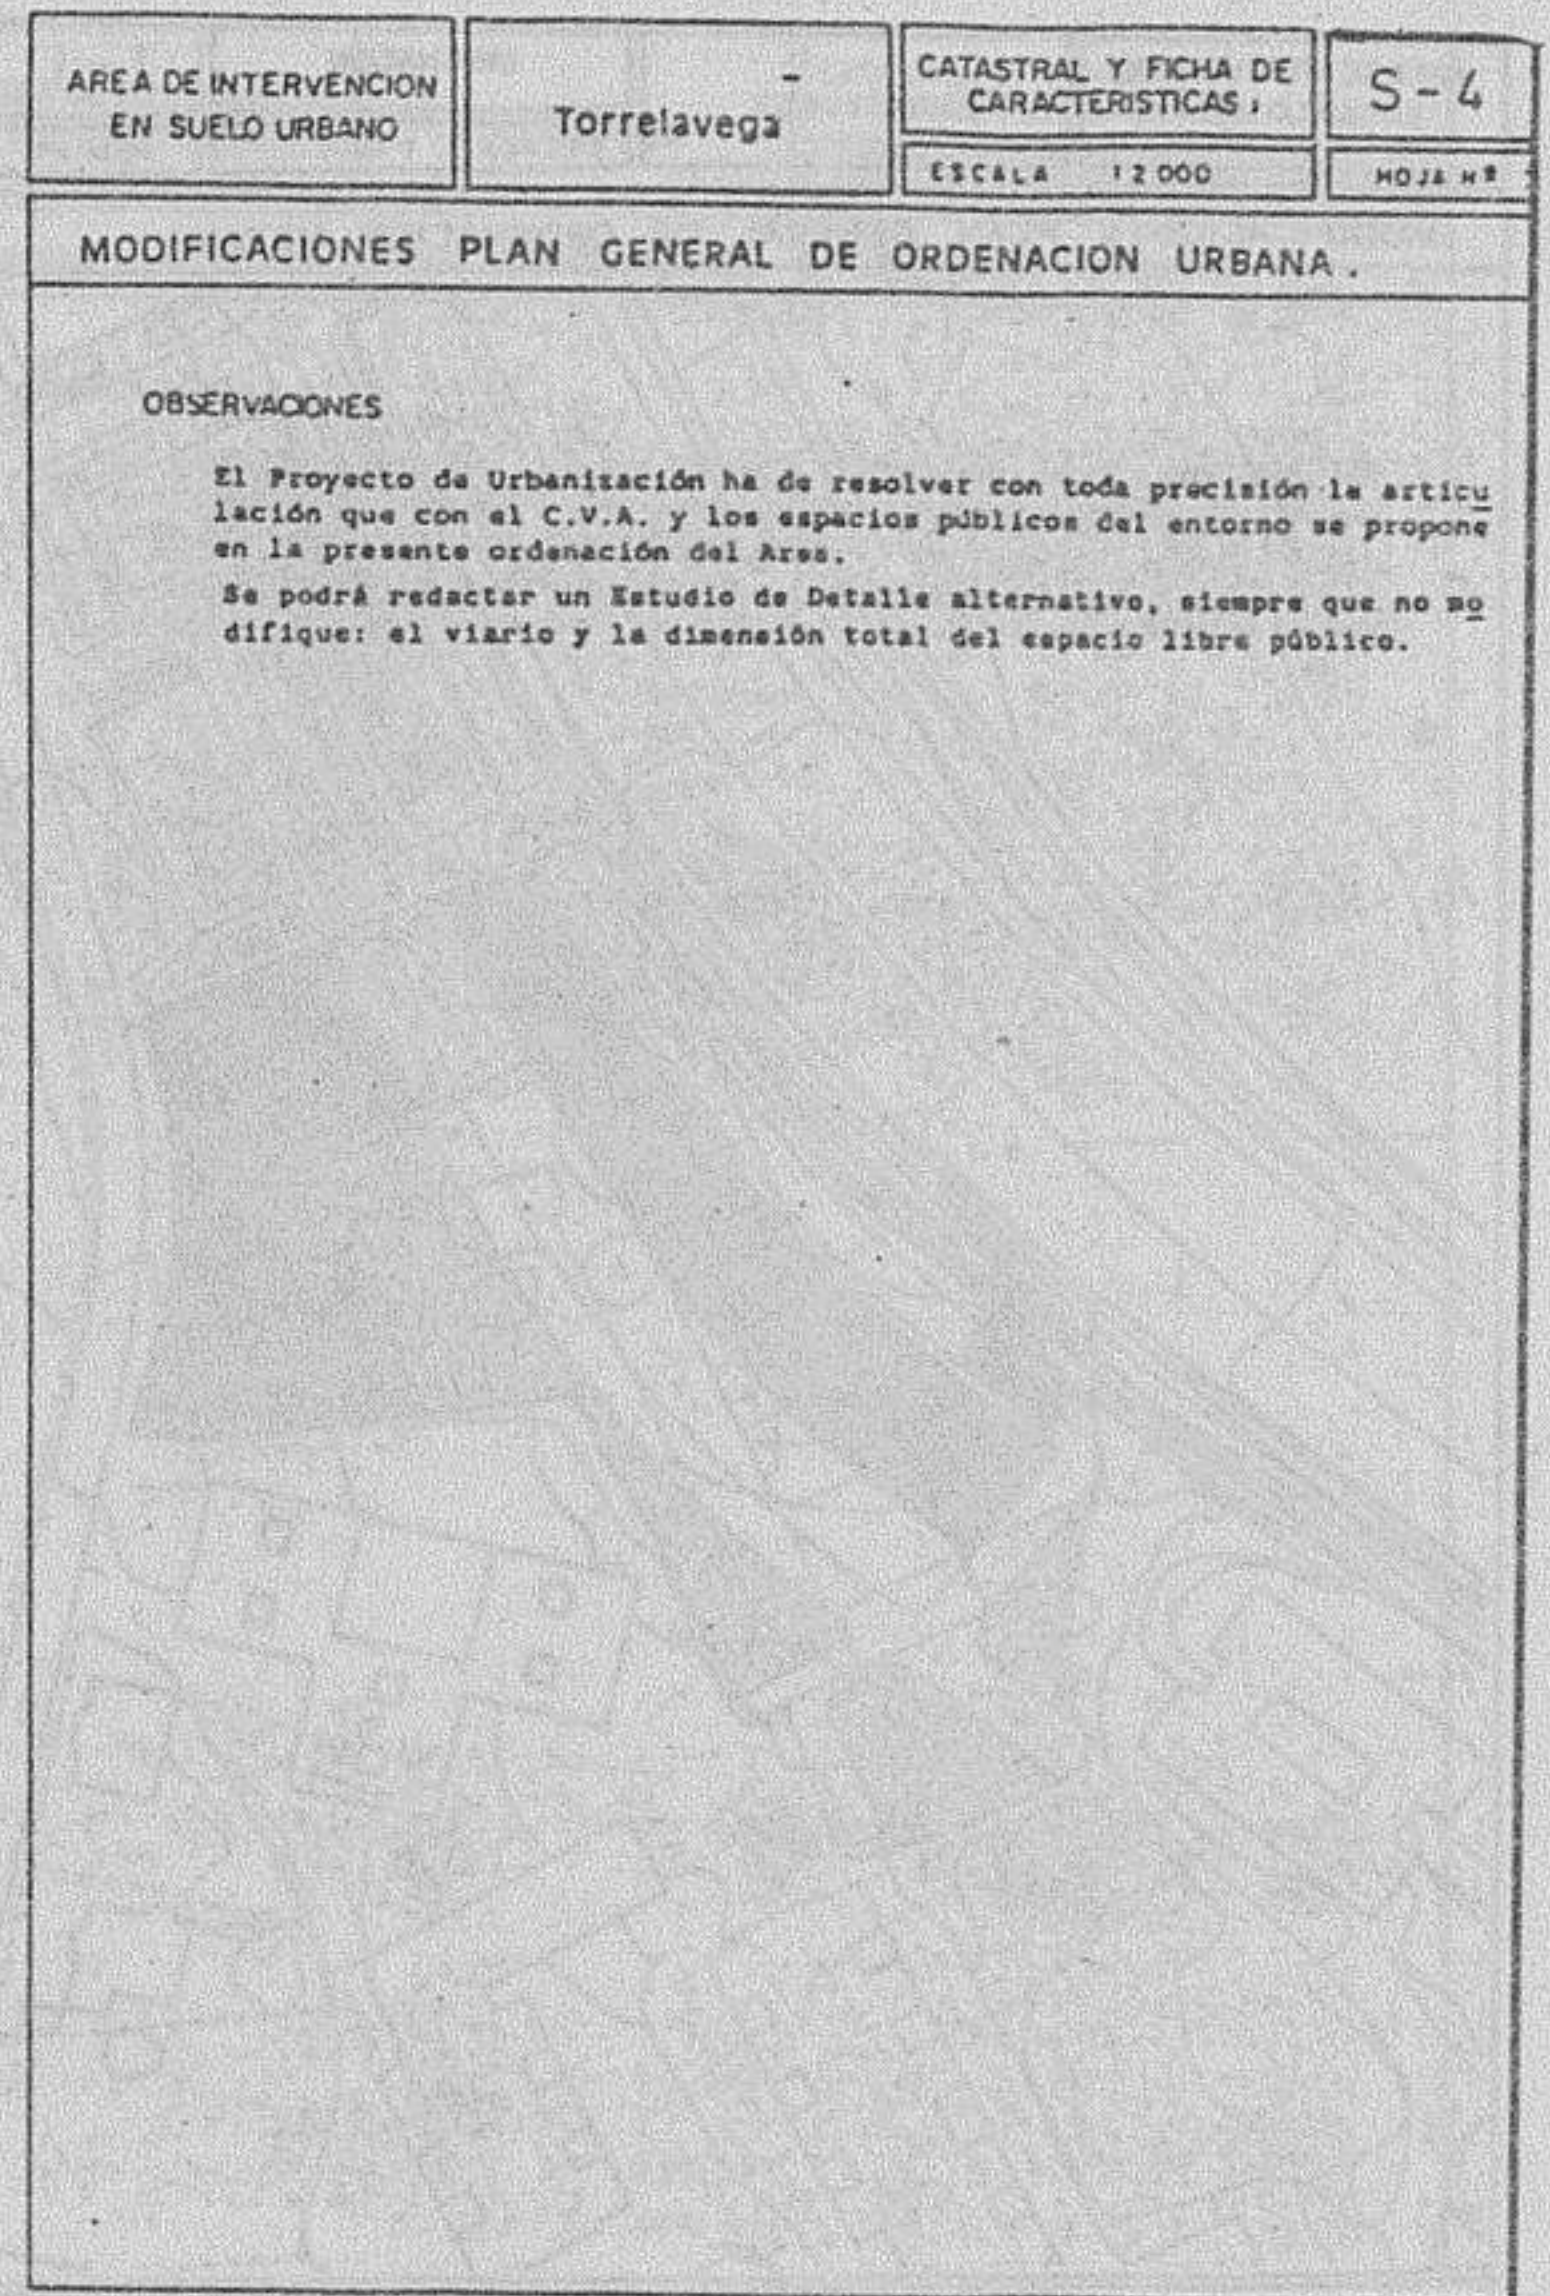 AREA DE INTERVENCION
EN SUELO URBANO
Torrelavega
CATASTRAL Y FICHA DE
CARACTERISTICAS :
ESCALA 1 2 000
S - 4
HOJA Nº
MODIFICACIONES PLAN GENERAL DE ORDENACION URBANA .
OBSERVACIONES
El Proyecto de Urbanización ha de resolver con toda precisión la articu
lación que con el C.V.A. y los espacios públicos del entorno se propone
en la presente ordenación del Area.
Se podrá redactar un Estudio de Detalle alternativo, siempre que no mo
difique: el viario y la dimensión total del espacio libre público.